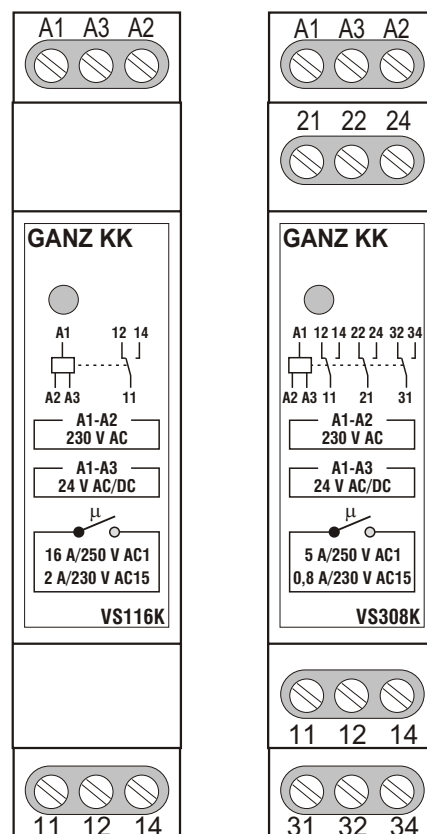 A1 A3 A2
GANZ KK
A1 12 14
A2 A3 11
A1-A2
230 V AC
A1-A3
24 V AC/DC
µ
16 A/250 V AC1
2 A/230 V AC15
VS116K
11 12 14
A1 A3 A2
21 22 24
GANZ KK
A1 12 14 22 24 32 34
A2 A3 11 21 31
A1-A2
230 V AC
A1-A3
24 V AC/DC
µ
5 A/250 V AC1
0,8 A/230 V AC15
VS308K
11 12 14
31 32 34